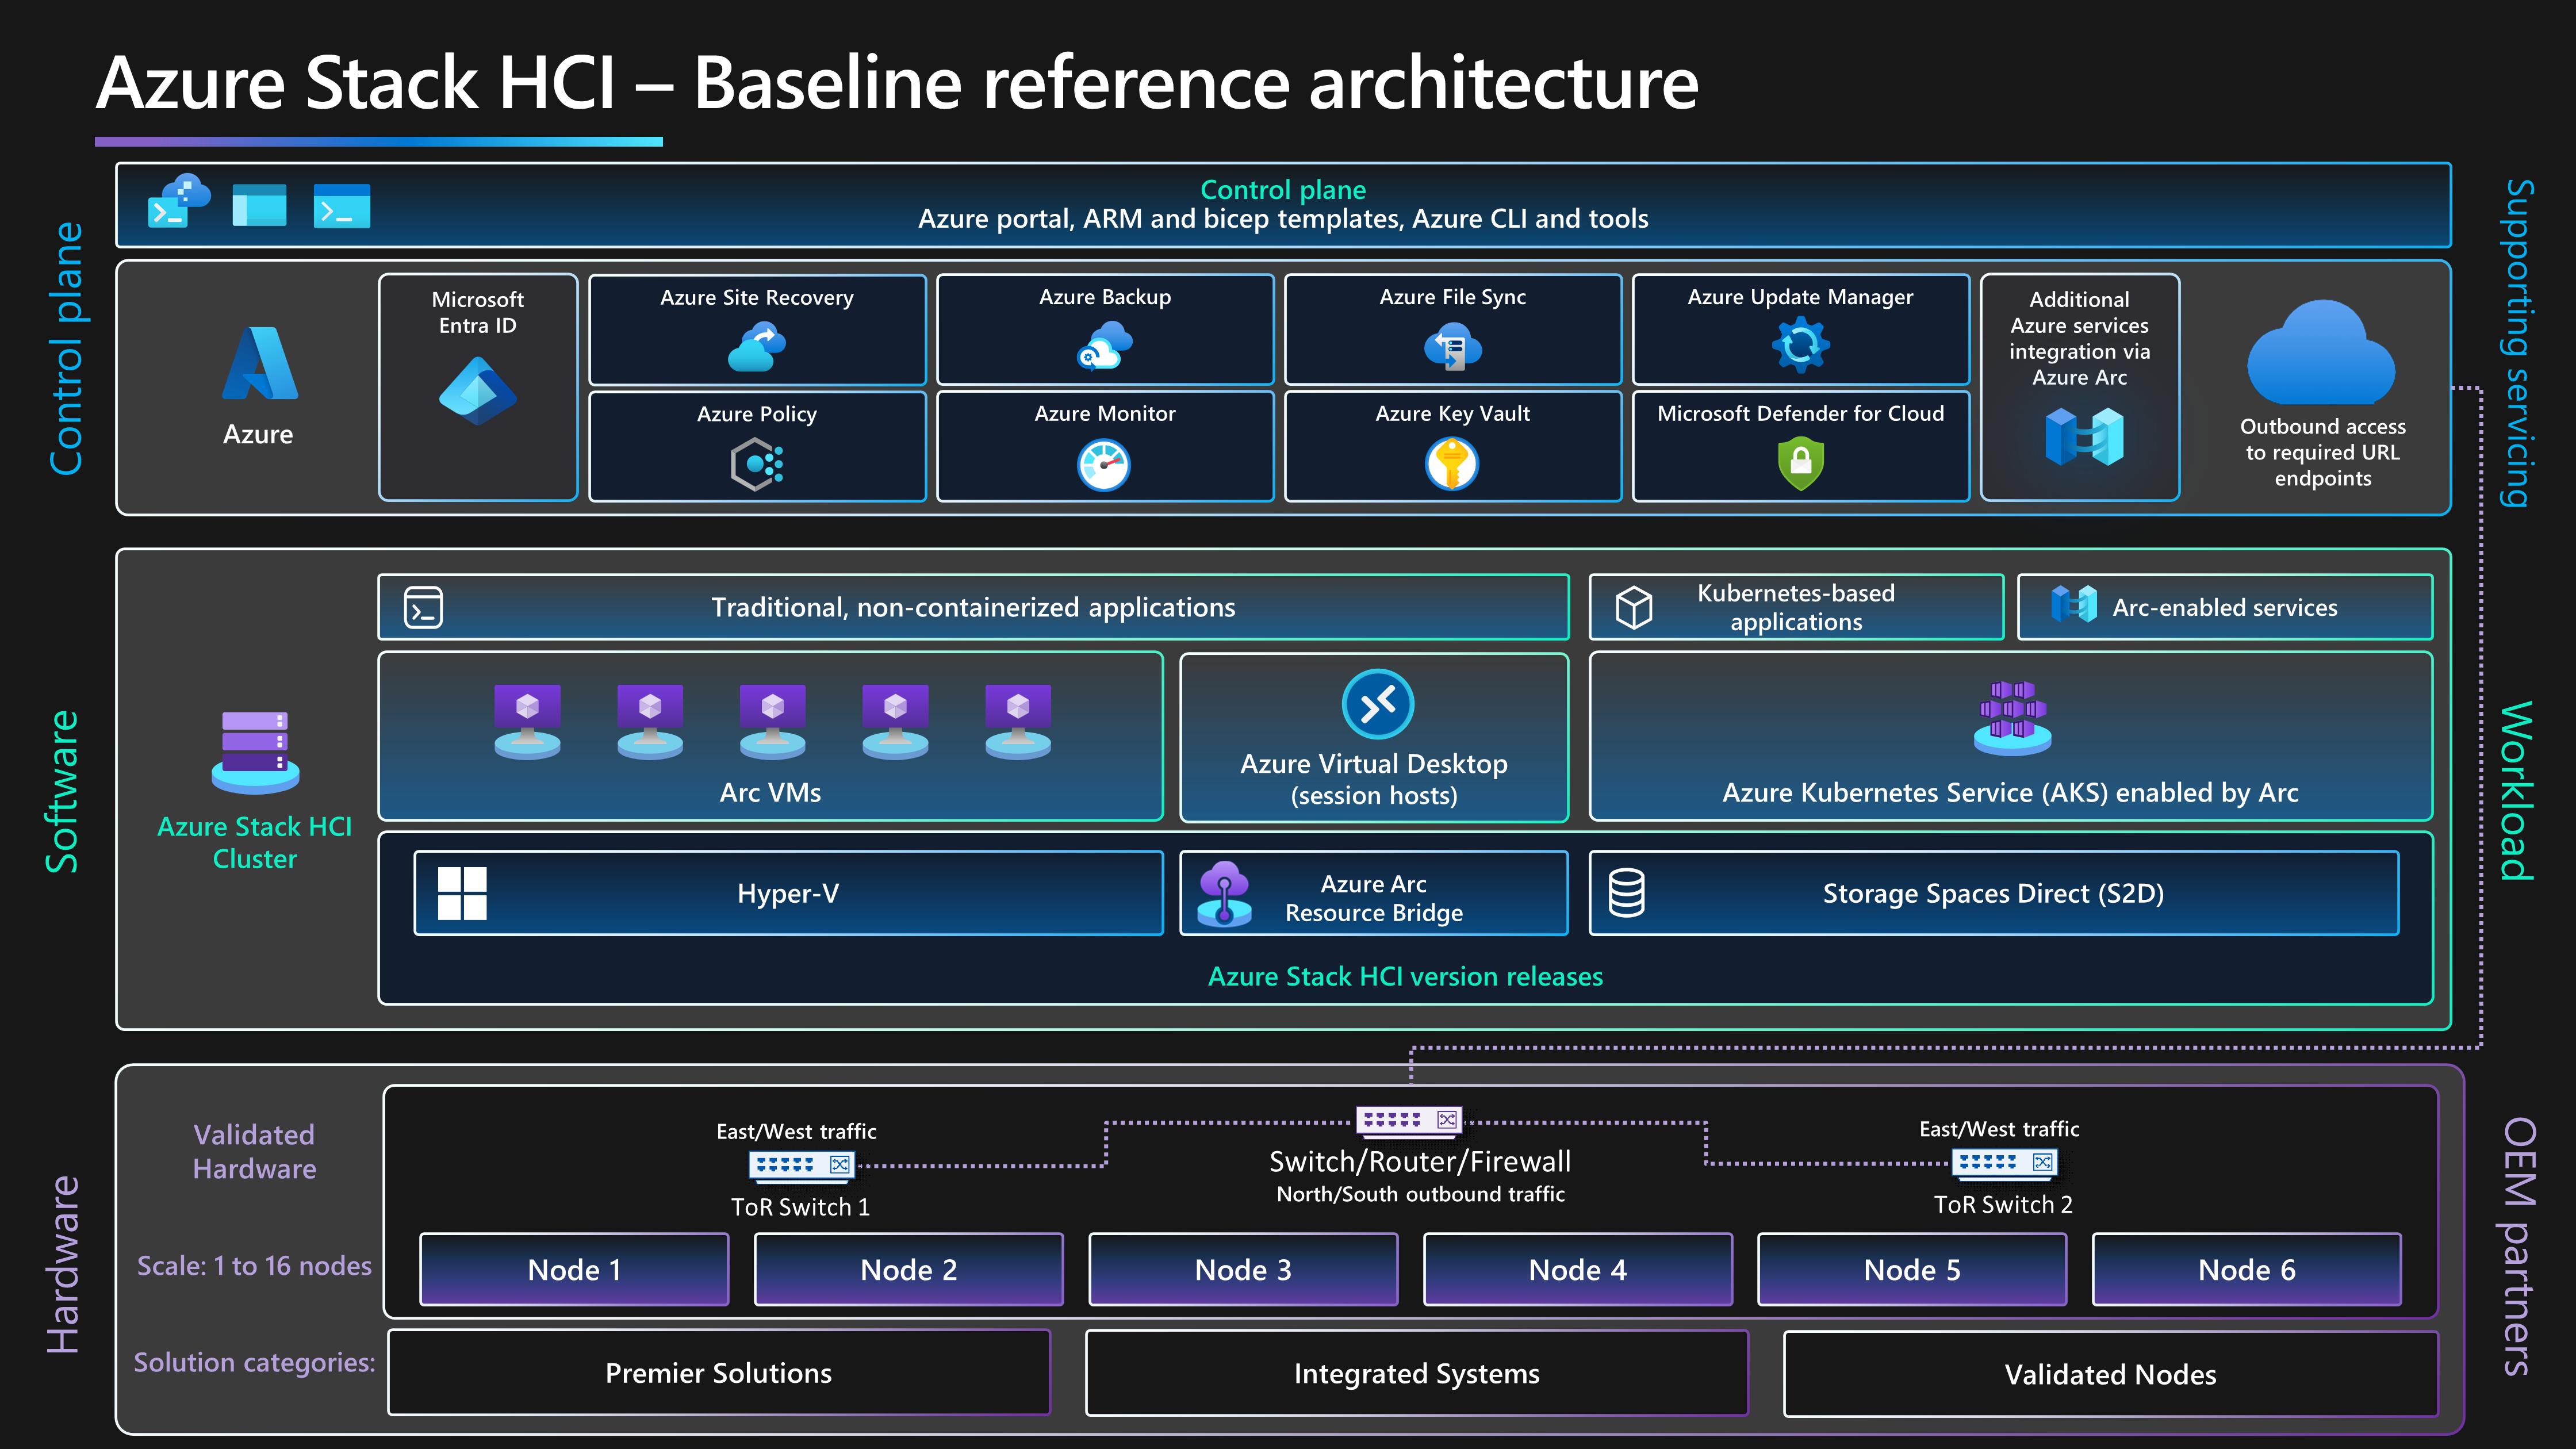 Azure Stack HCI – Baseline reference architecture
Control plane
Azure portal, ARM and bicep templates, Azure CLI and tools
Control plane
Supporting servicing
Azure
Microsoft
Entra ID
Azure Site Recovery
Azure Backup
Azure File Sync
Azure Update Manager
Azure Policy
Azure Monitor
Azure Key Vault
Microsoft Defender for Cloud
Additional
Azure services
integration via
Azure Arc
Outbound access
to required URL
endpoints
Software
Workload
Azure Stack HCI
Cluster
Traditional, non-containerized applications
Kubernetes-based
applications
Arc-enabled services
Arc VMs
Azure Virtual Desktop
(session hosts)
Azure Kubernetes Service (AKS) enabled by Arc
Hyper-V
Azure Arc
Resource Bridge
Storage Spaces Direct (S2D)
Azure Stack HCI version releases
Hardware
OEM partners
Validated
Hardware
East/West traffic
ToR Switch 1
Switch/Router/Firewall
North/South outbound traffic
East/West traffic
ToR Switch 2
Scale: 1 to 16 nodes
Node 1
Node 2
Node 3
Node 4
Node 5
Node 6
Solution categories:
Premier Solutions
Integrated Systems
Validated Nodes